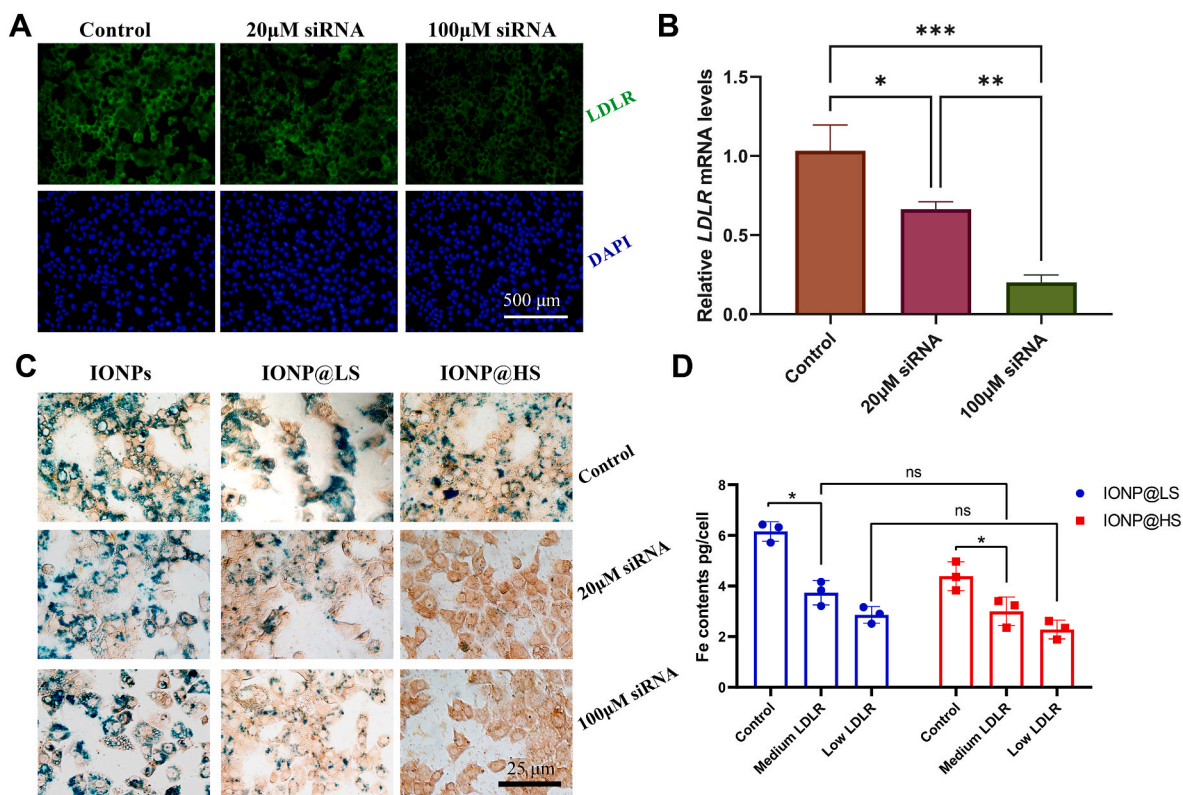 A
Control
20μM siRNA
100μM siRNA
LDLR
DAPI
500 μm
B
***
*
**
Relative LDLR mRNA levels
1.5
1.0
0.5
0.0
Control
20μM siRNA
100μM siRNA
C
IONPs
IONP@LS
IONP@HS
Control
20μM siRNA
100μM siRNA
25 μm
D
Fe contents pg/cell
8
6
4
2
0
*
ns
ns
*
IONP@LS
IONP@HS
Control
Medium LDLR
Low LDLR
Control
Medium LDLR
Low LDLR